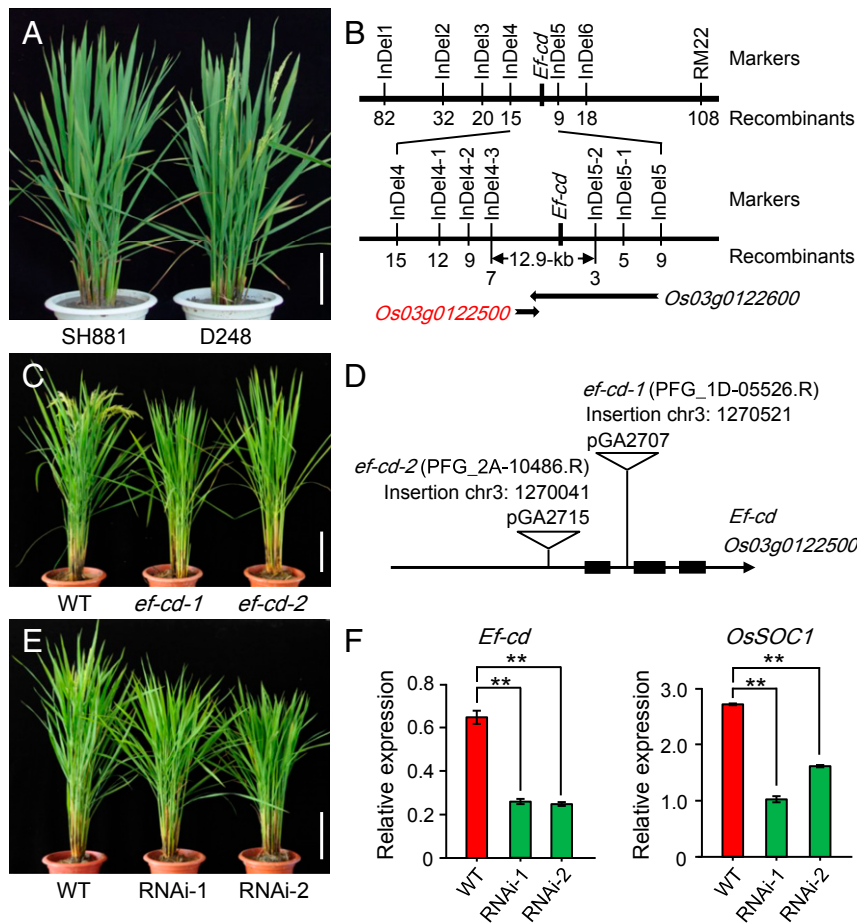 A
SH881 D248
B
InDel1 InDel2 InDel3 InDel4 Ef-cd InDel5 InDel6 RM22 Markers
82 32 20 15 9 18 108 Recombinants
InDel4 InDel4-1 InDel4-2 InDel4-3 Ef-cd InDel5-2 InDel5-1 InDel5 Markers
15 12 9 7 12.9-kb 3 5 9 Recombinants
Os03g0122600
Os03g0122500
C
WT ef-cd-1 ef-cd-2
D
ef-cd-1 (PFG_1D-05526.R)
Insertion chr3: 1270521
pGA2707
ef-cd-2 (PFG_2A-10486.R)
Insertion chr3: 1270041
pGA2715
Ef-cd
Os03g0122500
E
WT RNAi-1 RNAi-2
F
Ef-cd
Relative expression
0.8
0.6
0.4
0.2
0
**
**
WT RNAi-1 RNAi-2
OsSOC1
Relative expression
3.0
2.0
1.0
0
**
**
WT RNAi-1 RNAi-2